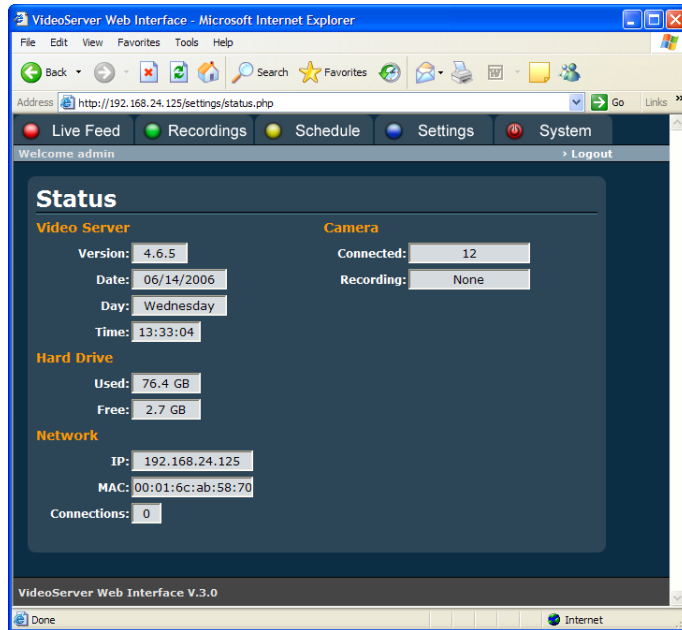 VideoServer Web Interface - Microsoft Internet Explorer
File Edit View Favorites Tools Help
Back Search Favorites
Address http://192.168.24.125/settings/status.php Go Links »
Live Feed Recordings Schedule Settings System
Welcome admin › Logout
Status
Video Server
Version: 4.6.5
Date: 06/14/2006
Day: Wednesday
Time: 13:33:04
Hard Drive
Used: 76.4 GB
Free: 2.7 GB
Network
IP: 192.168.24.125
MAC: 00:01:6c:ab:58:70
Connections: 0
Camera
Connected: 12
Recording: None
VideoServer Web Interface V.3.0
Done Internet